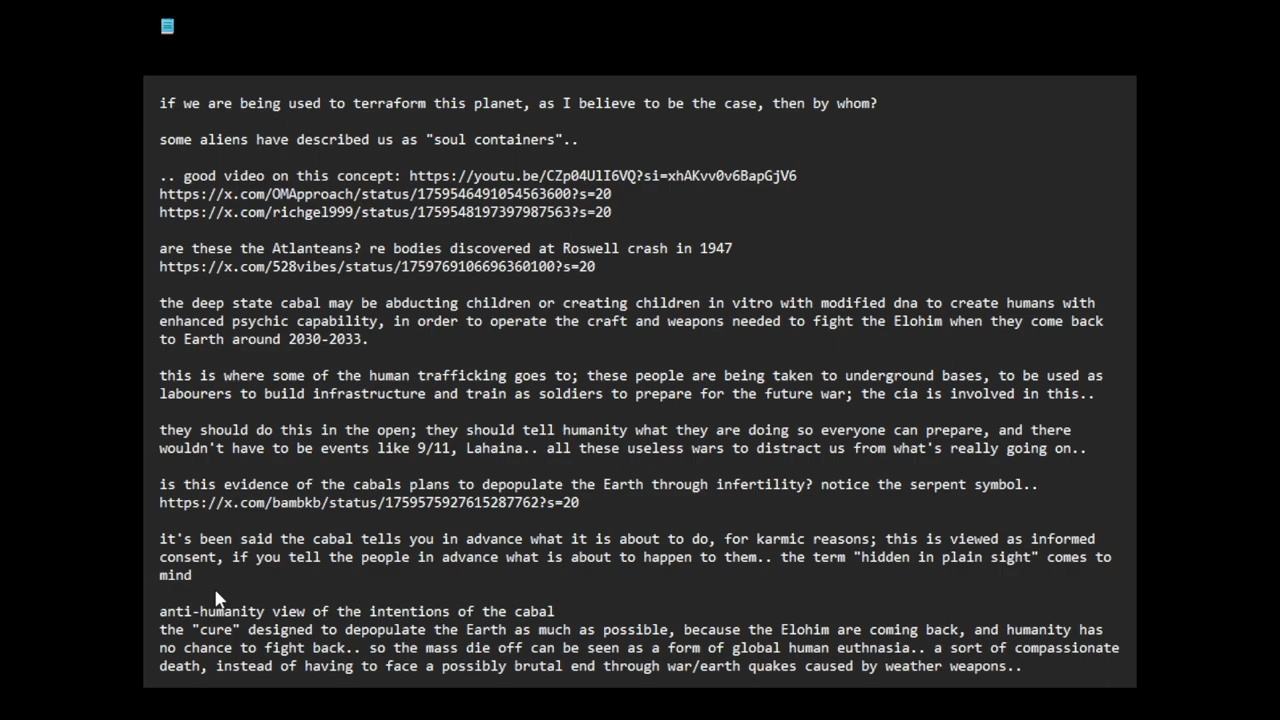 if we are being used to terraform this planet, as I believe to be the case, then by whom?
some aliens have described us as "soul containers"..
.. good video on this concept: https://youtu.be/CZp04UlI6VQ?si=xhAKvv0v6BapGjV6
https://x.com/OMApproach/status/1759546491054563600?s=20
https://x.com/richgel999/status/1759548197397987563?s=20
are these the Atlanteans? re bodies discovered at Roswell crash in 1947
https://x.com/528vibes/status/1759769106696360100?s=20
the deep state cabal may be abducting children or creating children in vitro with modified dna to create humans with
enhanced psychic capability, in order to operate the craft and weapons needed to fight the Elohim when they come back
to Earth around 2030-2033.
this is where some of the human trafficking goes to; these people are being taken to underground bases, to be used as
labourers to build infrastructure and train as soldiers to prepare for the future war; the cia is involved in this..
they should do this in the open; they should tell humanity what they are doing so everyone can prepare, and there
wouldn't have to be events like 9/11, Lahaina.. all these useless wars to distract us from what's really going on..
is this evidence of the cabals plans to depopulate the Earth through infertility? notice the serpent symbol..
https://x.com/bambkb/status/1759575927615287762?s=20
it's been said the cabal tells you in advance what it is about to do, for karmic reasons; this is viewed as informed
consent, if you tell the people in advance what is about to happen to them.. the term "hidden in plain sight" comes to
mind
anti-humanity view of the intentions of the cabal
the "cure" designed to depopulate the Earth as much as possible, because the Elohim are coming back, and humanity has
no chance to fight back.. so the mass die off can be seen as a form of global human euthnasia.. a sort of compassionate
death, instead of having to face a possibly brutal end through war/earth quakes caused by weather weapons..